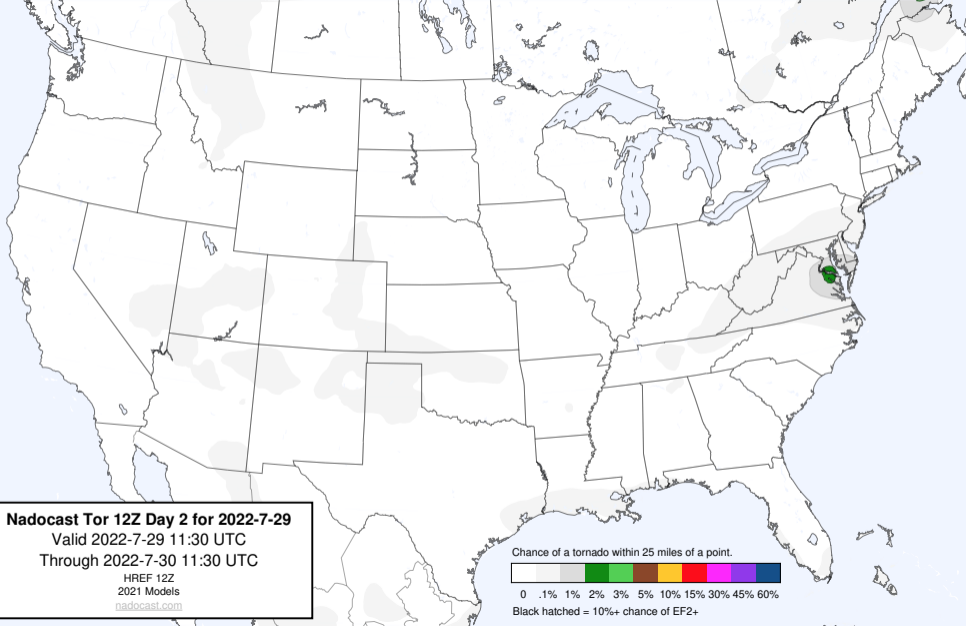 Nadocast Tor 12Z Day 2 for 2022-7-29
Valid 2022-7-29 11:30 UTC
Through 2022-7-30 11:30 UTC
HREF 12Z
2021 Models
nadocast.com
Chance of a tornado within 25 miles of a point.
0 .1% 1% 2% 3% 5% 10% 15% 30% 45% 60%
Black hatched = 10%+ chance of EF2+